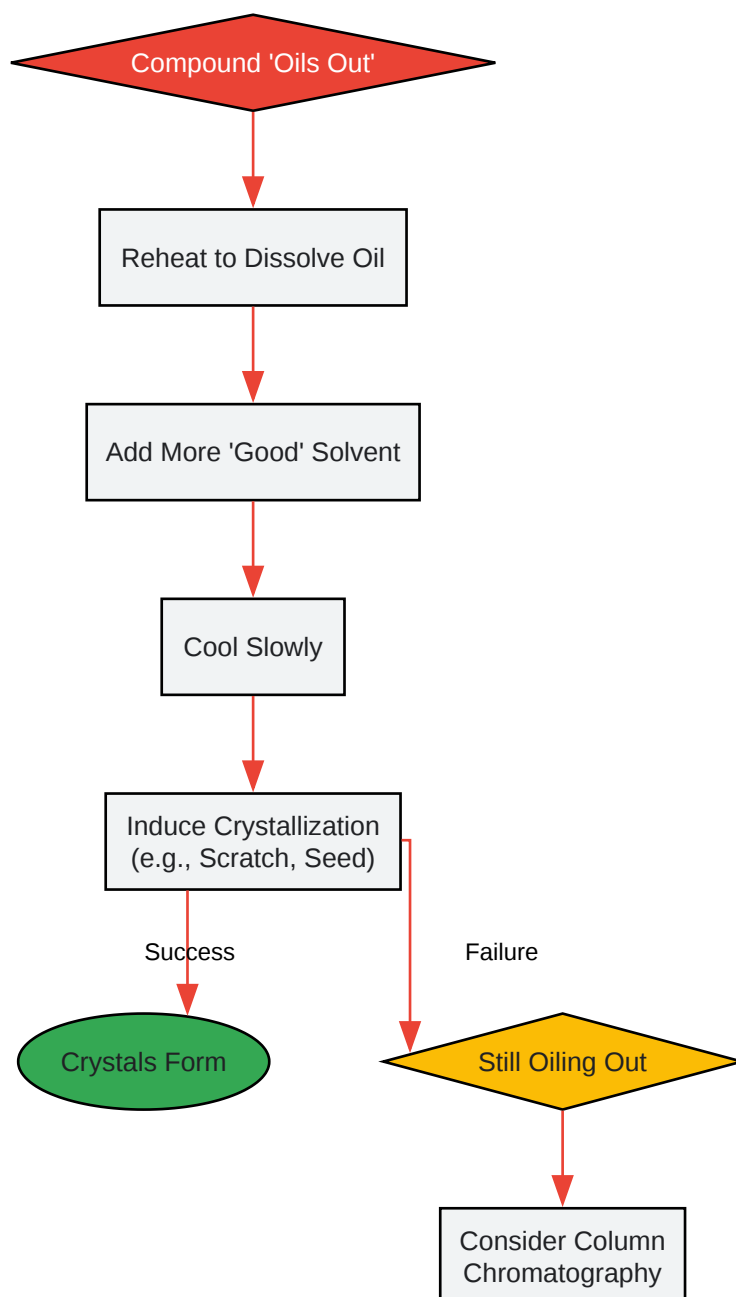 Compound 'Oils Out'
Reheat to Dissolve Oil
Add More 'Good' Solvent
Cool Slowly
Induce Crystallization
(e.g., Scratch, Seed)
Success
Failure
Crystals Form
Still Oiling Out
Consider Column
Chromatography